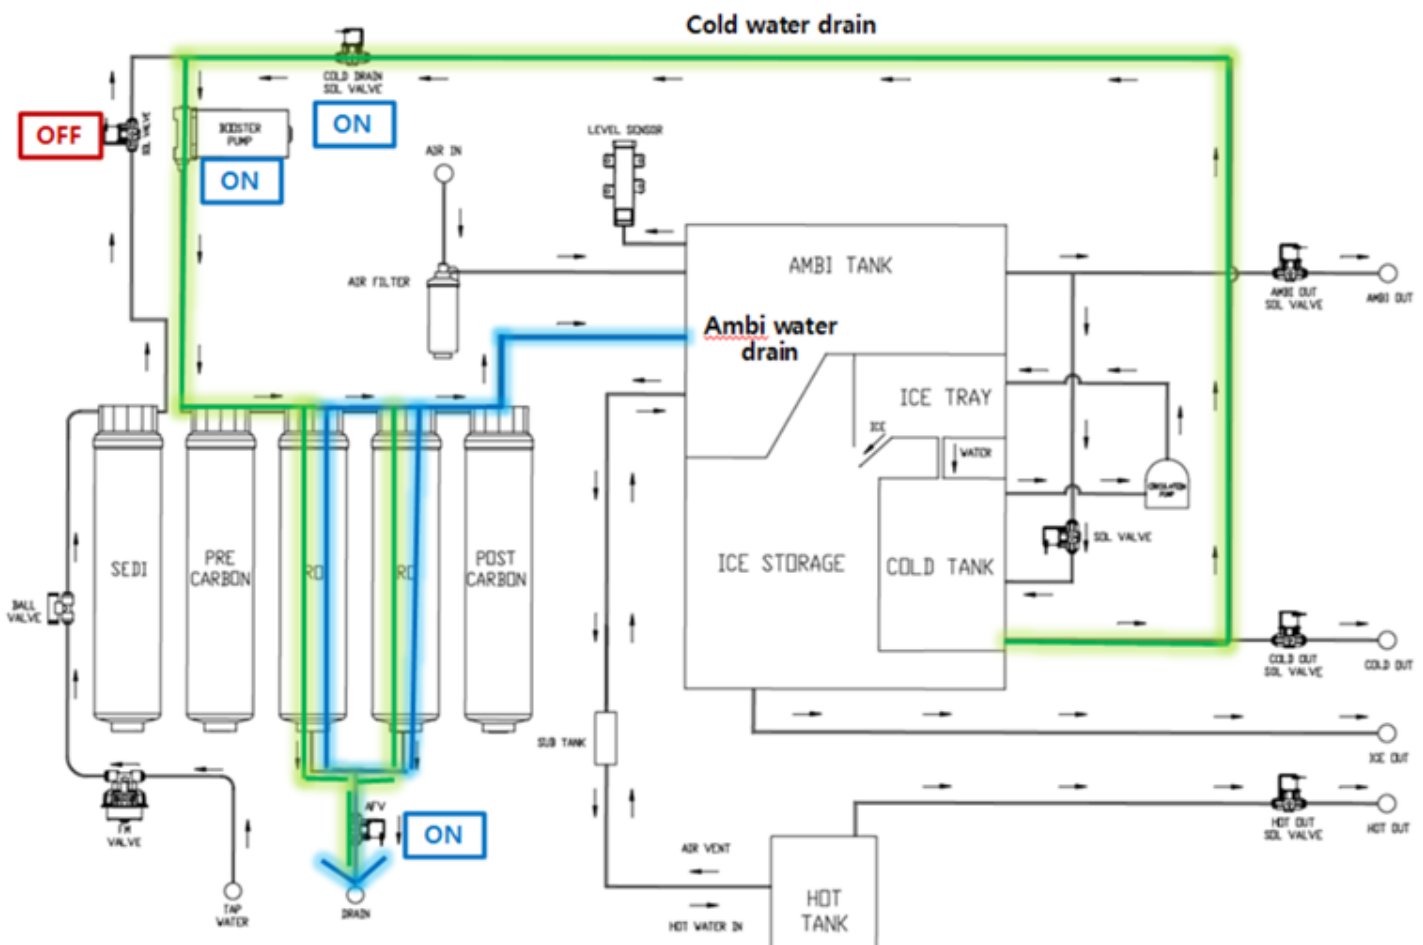 Cold water drain
COLD DRAIN
SOL VALVE
ON
OFF
SOL VALVE
BOOSTER
PUMP
ON
LEVEL SENSOR
AIR IN
AIR FILTER
AMBI TANK
AMBI OUT
SOL VALVE
AMBI OUT
Ambi water
drain
ICE TRAY
ICE
WATER
CIRCULATION
PUMP
SOL VALVE
SEDI
PRE
CARBON
RO
RO
POST
CARBON
ICE STORAGE
COLD TANK
BALL
VALVE
COLD OUT
SOL VALVE
COLD OUT
SUB TANK
ICE OUT
TM
VALVE
AFV
ON
HOT OUT
SOL VALVE
HOT OUT
AIR VENT
HOT WATER IN
HOT
TANK
TAP
WATER
DRAIN